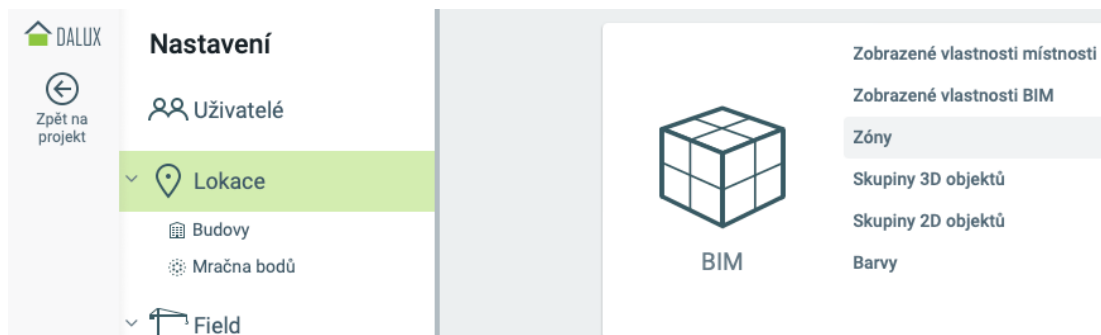 DALUX
Zpět na
projekt
Nastavení
Uživatelé
Lokace
Budovy
Mračna bodů
Field
BIM
Zobrazené vlastnosti místnosti
Zobrazené vlastnosti BIM
Zóny
Skupiny 3D objektů
Skupiny 2D objektů
Barvy